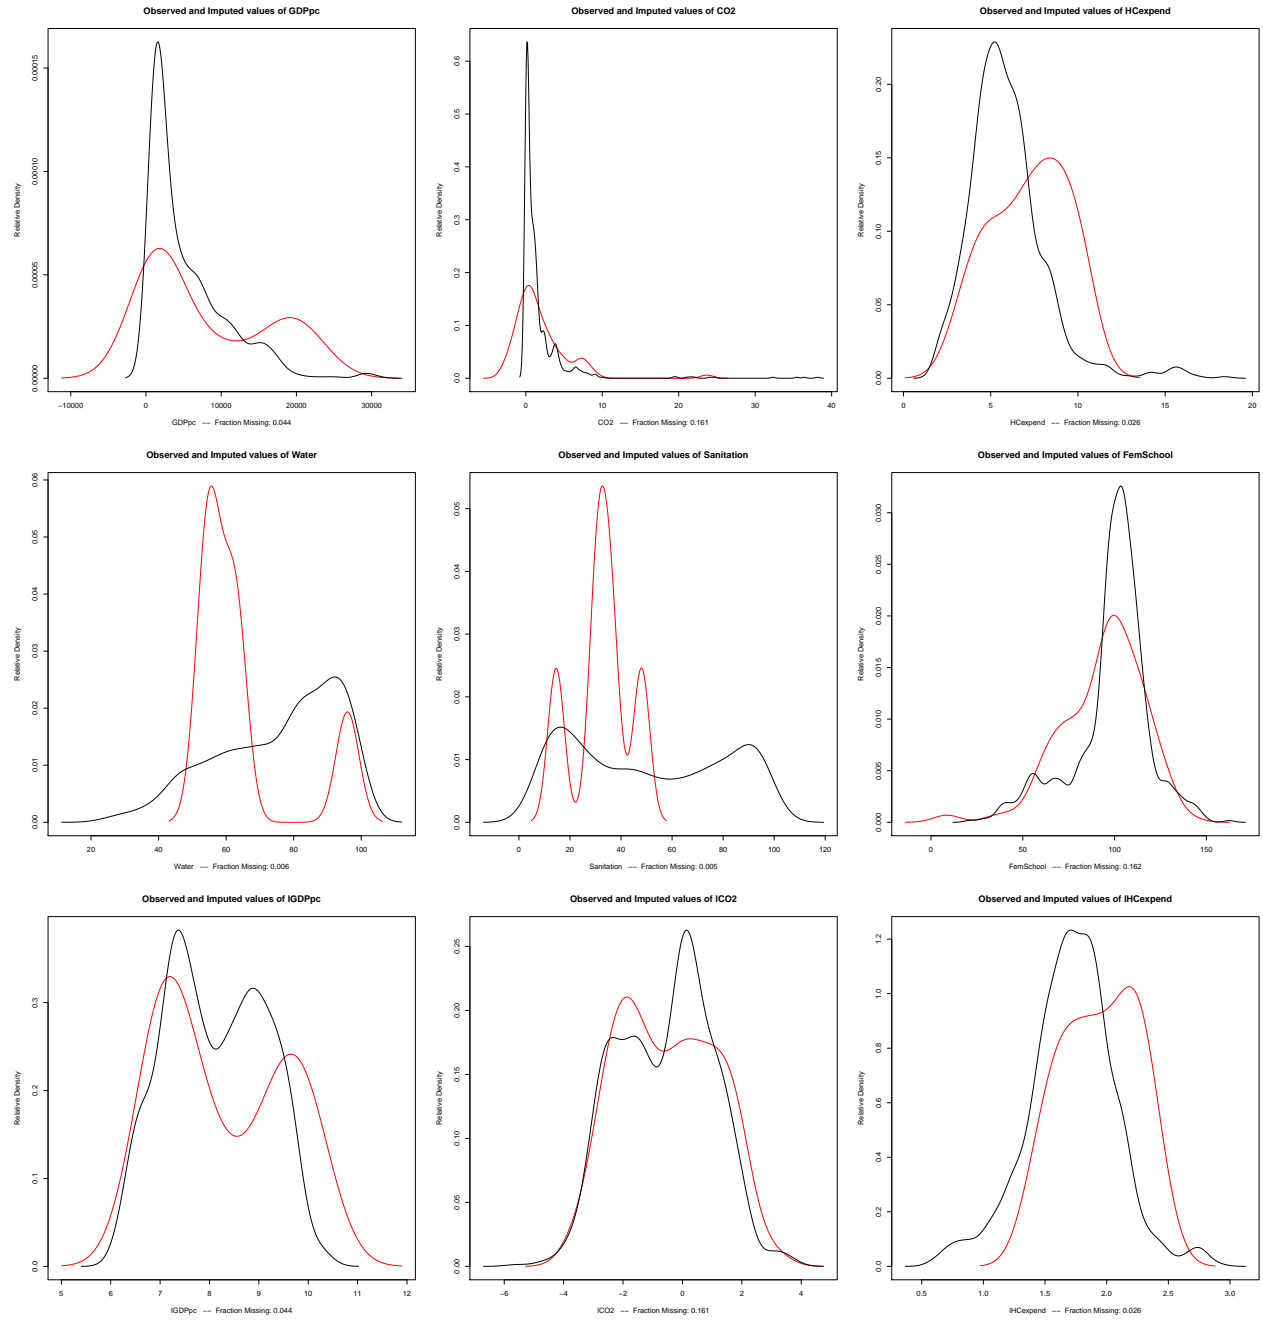 Observed and Imputed values of GDPpc
Relative Density
0.00000 0.00005 0.00010 0.00015
−10000 0 10000 20000 30000
GDPpc −− Fraction Missing: 0.044
Observed and Imputed values of CO2
Relative Density
0.0 0.1 0.2 0.3 0.4 0.5 0.6
0 10 20 30 40
CO2 −− Fraction Missing: 0.161
Observed and Imputed values of HCexpend
Relative Density
0.00 0.05 0.10 0.15 0.20
0 5 10 15 20
HCexpend −− Fraction Missing: 0.026
Observed and Imputed values of Water
Relative Density
0.00 0.01 0.02 0.03 0.04 0.05 0.06
20 40 60 80 100
Water −− Fraction Missing: 0.006
Observed and Imputed values of Sanitation
Relative Density
0.00 0.01 0.02 0.03 0.04 0.05
0 20 40 60 80 100 120
Sanitation −− Fraction Missing: 0.005
Observed and Imputed values of FemSchool
Relative Density
0.000 0.005 0.010 0.015 0.020 0.025 0.030
0 50 100 150
FemSchool −− Fraction Missing: 0.162
Observed and Imputed values of lGDPpc
Relative Density
0.0 0.1 0.2 0.3
5 6 7 8 9 10 11 12
lGDPpc −− Fraction Missing: 0.044
Observed and Imputed values of lCO2
Relative Density
0.00 0.05 0.10 0.15 0.20 0.25
−6 −4 −2 0 2 4
lCO2 −− Fraction Missing: 0.161
Observed and Imputed values of lHCexpend
Relative Density
0.0 0.2 0.4 0.6 0.8 1.0 1.2
0.5 1.0 1.5 2.0 2.5 3.0
lHCexpend −− Fraction Missing: 0.026